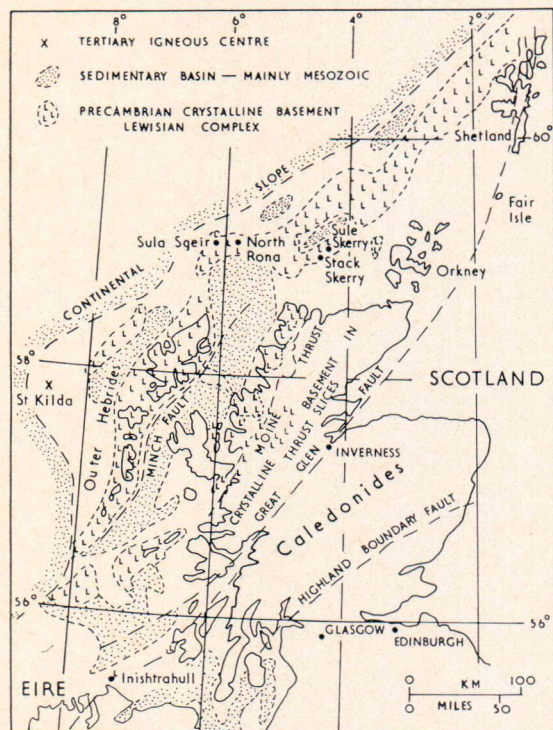 8°
6°
4°
2°
x TERTIARY IGNEOUS CENTRE
SEDIMENTARY BASIN — MAINLY MESOZOIC
PRECAMBRIAN CRYSTALLINE BASEMENT
LEWISIAN COMPLEX
Shetland
60°
SLOPE
Fair
Isle
CONTINENTAL
Sula Sgeir
North
Rona
Sule
Skerry
Stack
Skerry
Orkney
58°
58°
x
St Kilda
Outer Hebrides
MINCH FAULT
MOINE THRUST
CRYSTALLINE BASEMENT IN
THRUST SLICES
GREAT GLEN FAULT
SCOTLAND
INVERNESS
Caledonides
HIGHLAND BOUNDARY FAULT
56°
56°
GLASGOW
EDINBURGH
EIRE
Inishtrahull
0 KM 100
0 MILES 50